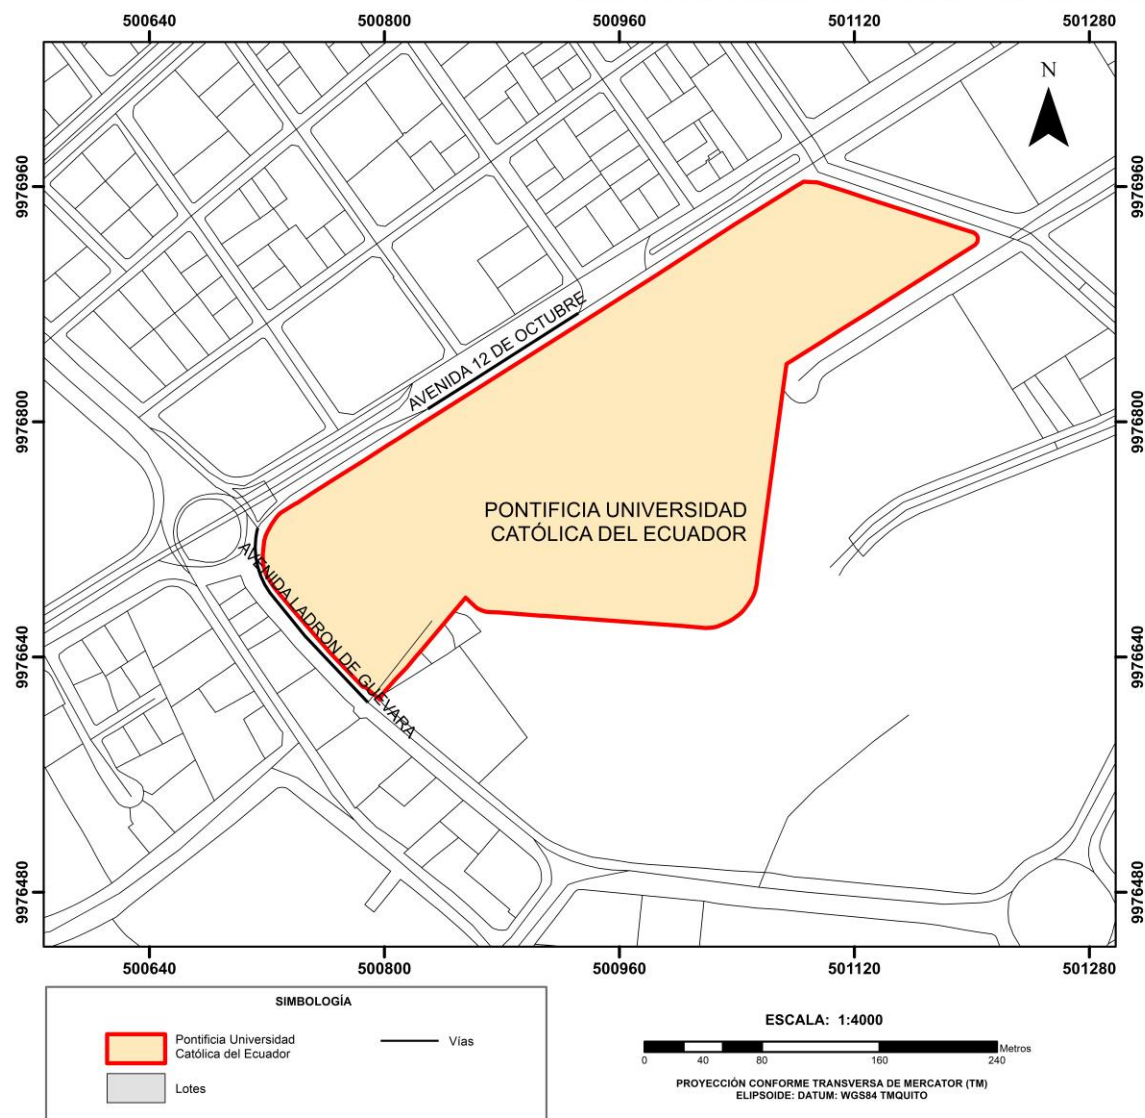 500640 500800 500960 501120 501280
N
9976960 9976960
AVENIDA 12 DE OCTUBRE
9976800 9976800
PONTIFICIA UNIVERSIDAD
CATÓLICA DEL ECUADOR
AVENIDA LADRON DE GUEVARA
9976640 9976640
9976480 9976480
500640 500800 500960 501120 501280
SIMBOLOGÍA
Pontificia Universidad
Católica del Ecuador
Vías
Lotes
ESCALA: 1:4000
Metros
0 40 80 160 240
PROYECCIÓN CONFORME TRANSVERSA DE MERCATOR (TM)
ELIPSOIDE: DATUM: WGS84 TMQUITO